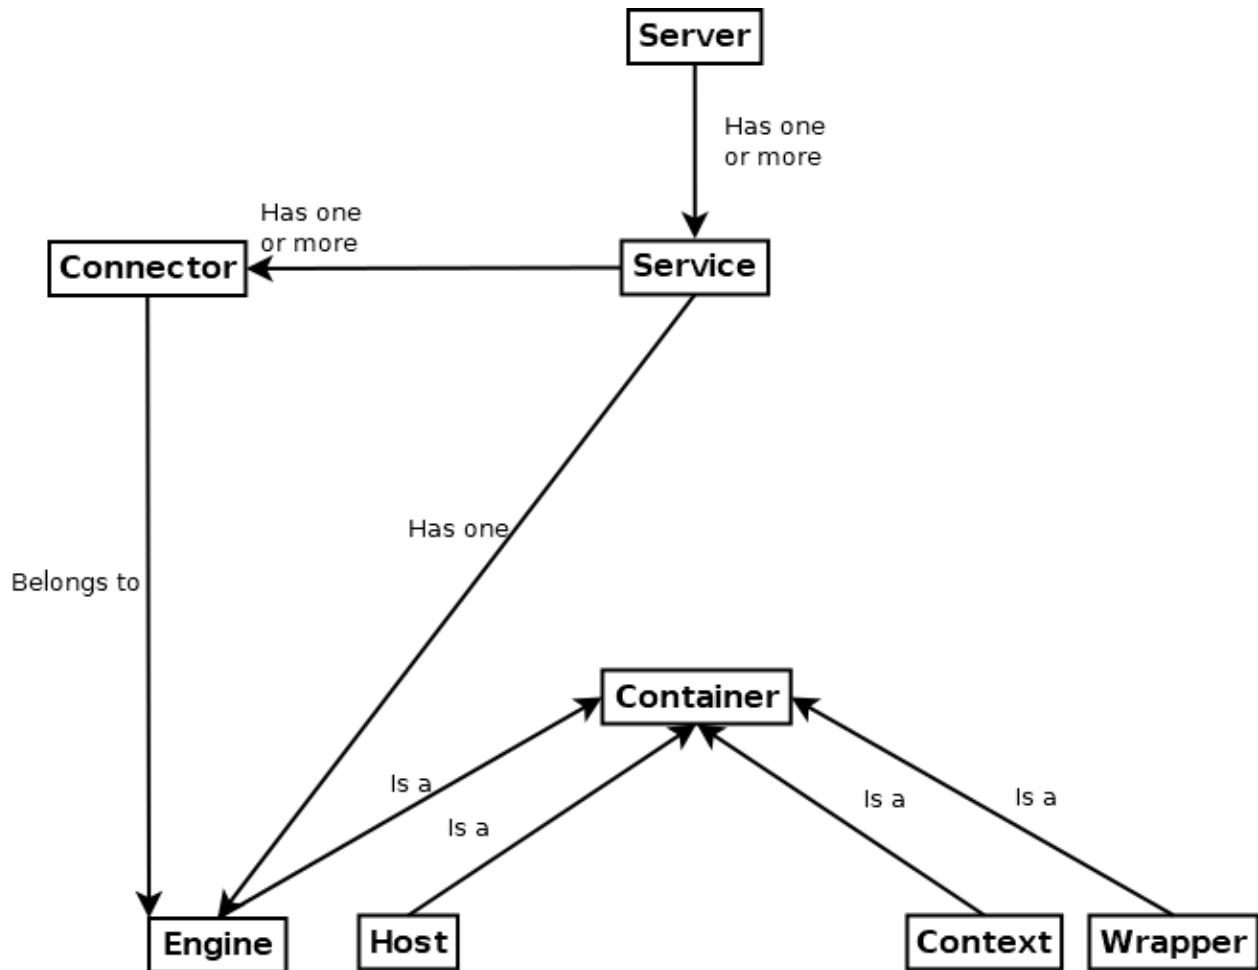 Server
Has one
or more
Has one
or more
Connector
Service
Has one
Belongs to
Container
Is a
Is a
Is a
Is a
Engine
Host
Context
Wrapper